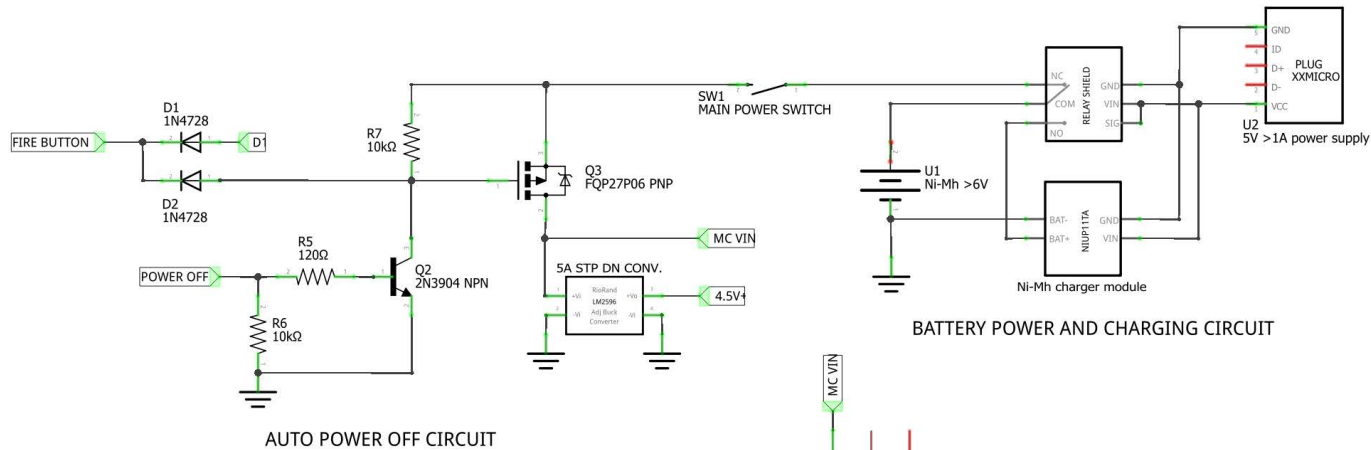 GND
ID
D+
D-
VCC
PLUG
XXMICRO
U2
5V >1A power supply
NC
COM
NO
RELAY SHIELD
GND
VIN
SIG
SW1
MAIN POWER SWITCH
D1
1N4728
FIRE BUTTON
D1
D2
1N4728
R7
10kΩ
Q3
FQP27P06 PNP
U1
Ni-Mh >6V
BAT-
BAT+
NIUP11TA
GND
VIN
Ni-Mh charger module
MC VIN
R5
120Ω
POWER OFF
Q2
2N3904 NPN
R6
10kΩ
5A STP DN CONV.
+Vi
-Vi
RioRand
LM2596
Adj Buck
Converter
+Vo
-Vi
4.5V+
BATTERY POWER AND CHARGING CIRCUIT
MC VIN
AUTO POWER OFF CIRCUIT